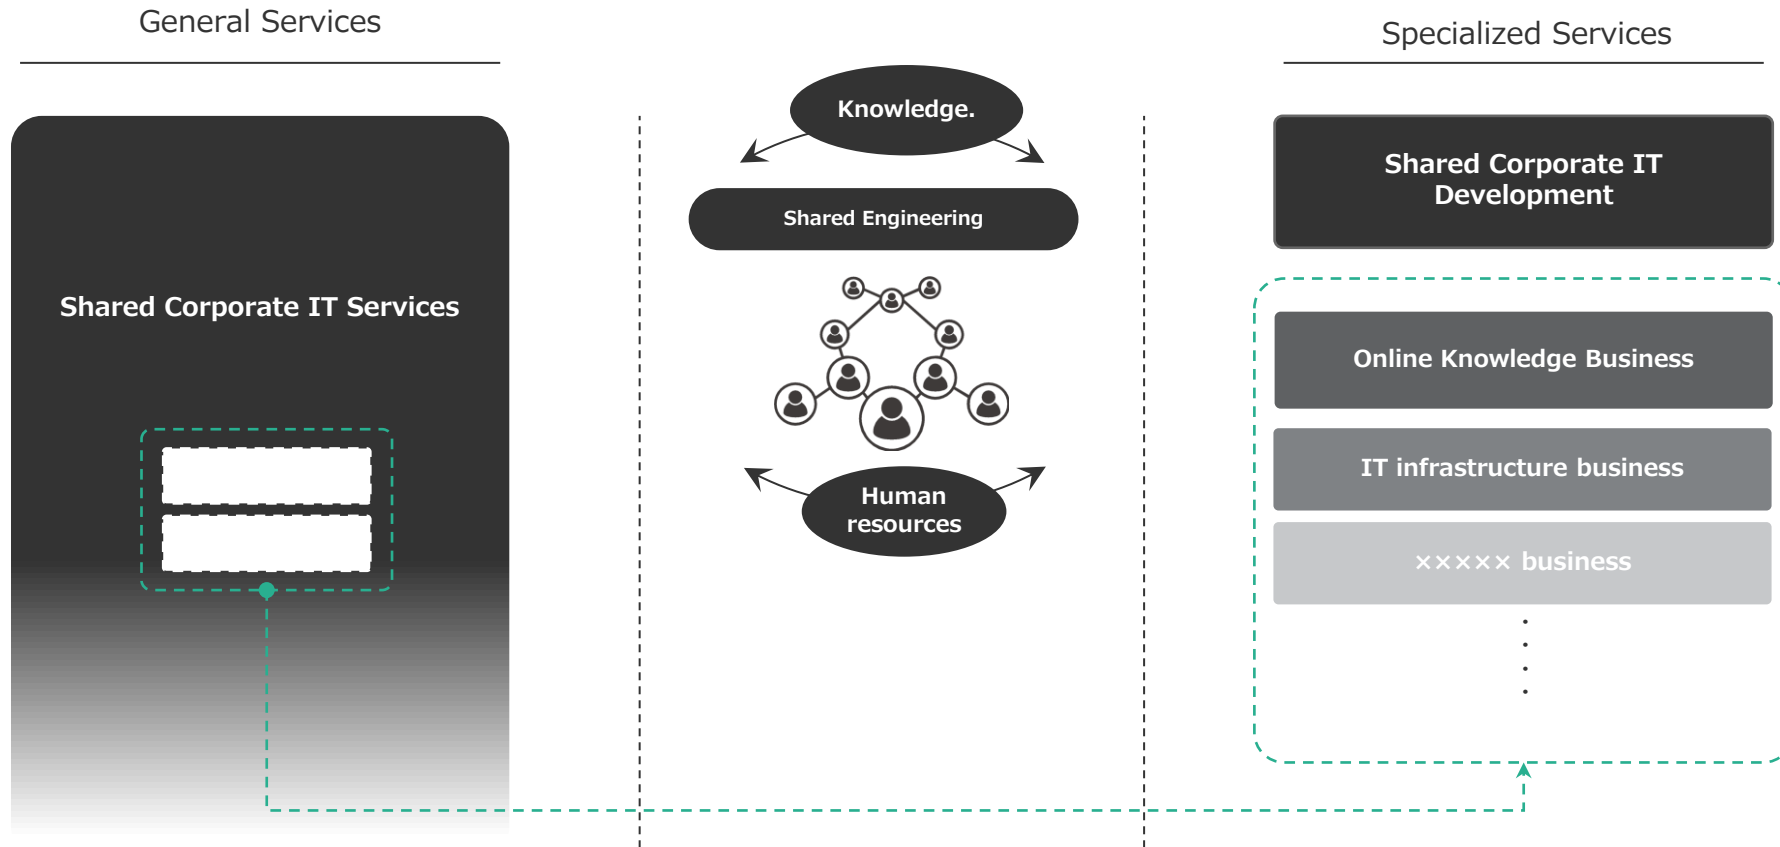 General Services
Specialized Services
Knowledge.
Shared Corporate IT
Development
Shared Engineering
Shared Corporate IT Services
Online Knowledge Business
IT infrastructure business
Human
resources
××××× business